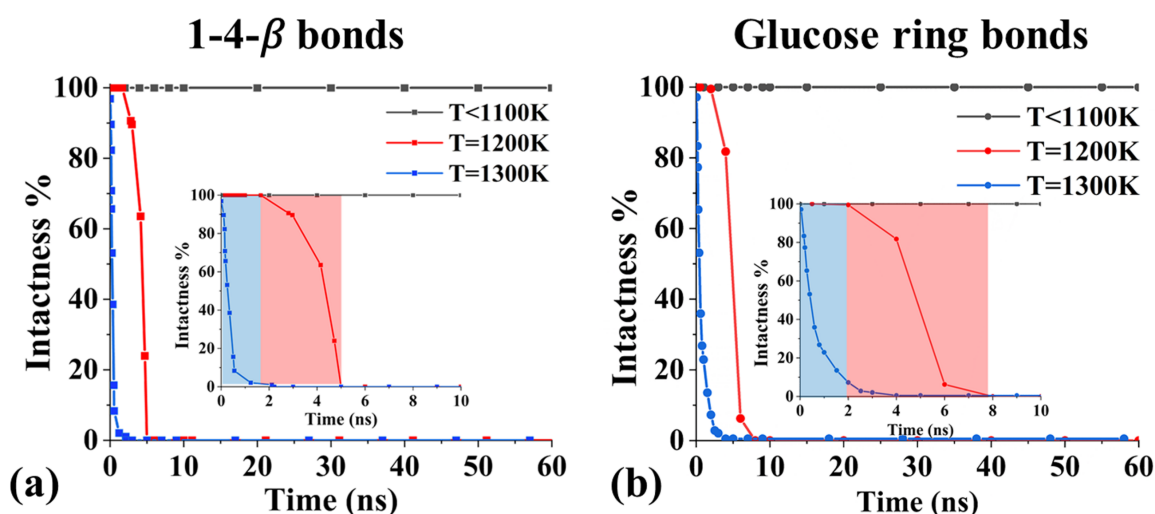 1-4-β bonds
Intactness %
100
80
60
40
20
0
T<1100K
T=1200K
T=1300K
Intactness %
100
80
60
40
20
0
0 2 4 6 8 10
Time (ns)
0 10 20 30 40 50 60
Time (ns)
(a)
Glucose ring bonds
Intactness %
100
80
60
40
20
0
T<1100K
T=1200K
T=1300K
Intactness %
100
80
60
40
20
0
0 2 4 6 8 10
Time (ns)
0 10 20 30 40 50 60
Time (ns)
(b)